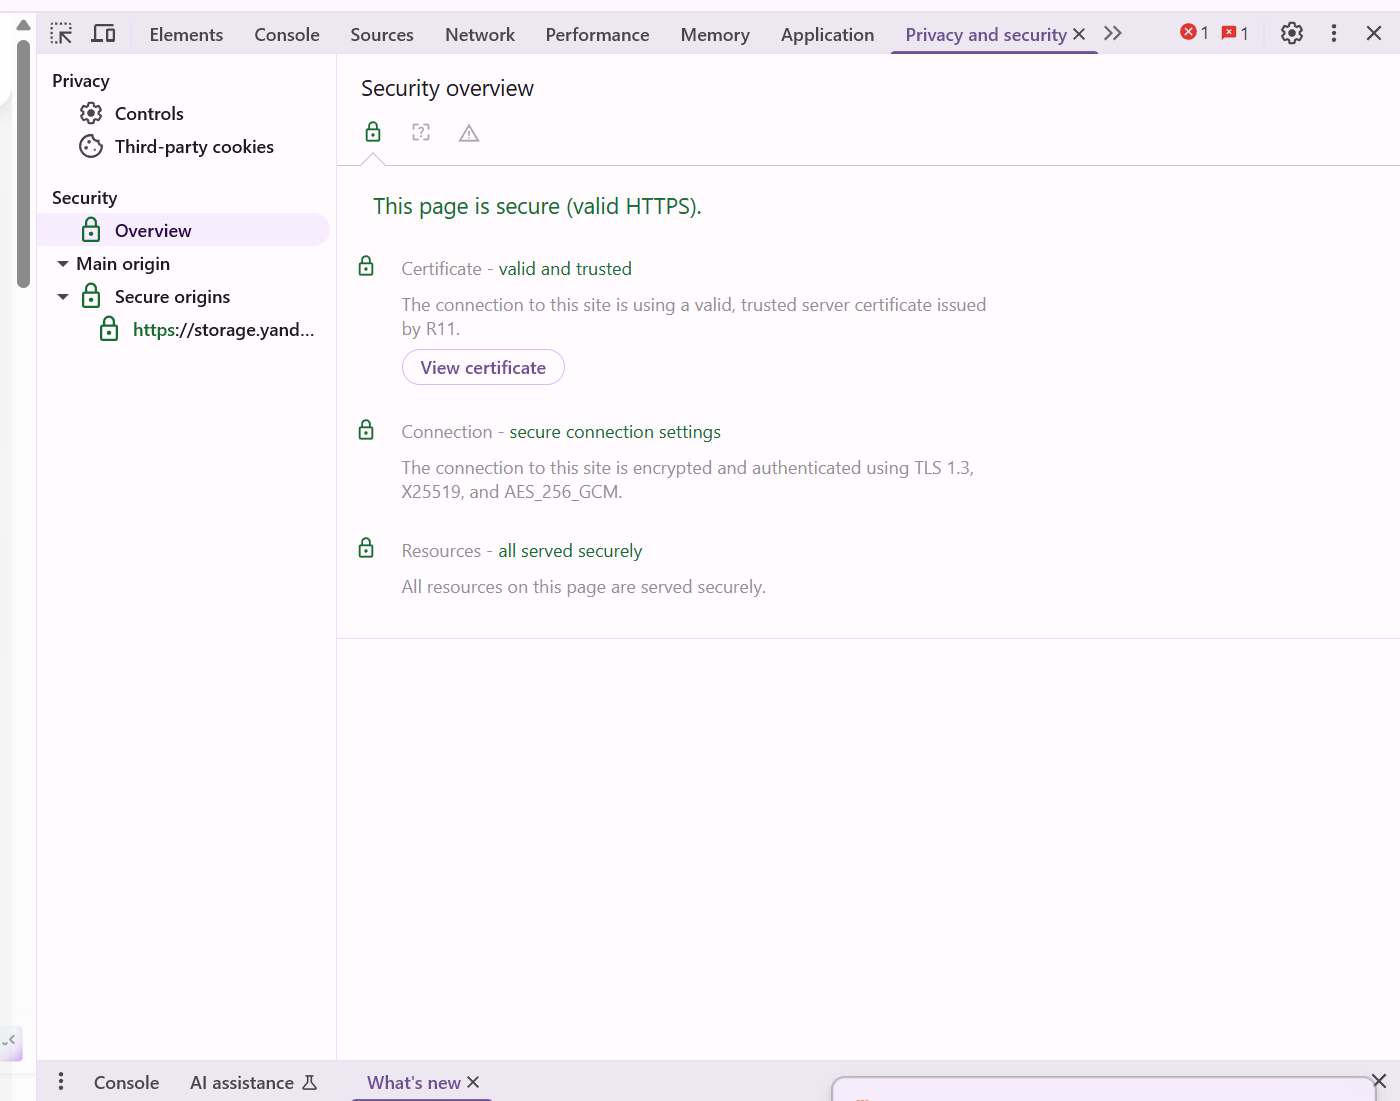 Elements Console Sources Network Performance Memory Application Privacy and security 1 1
Privacy
Controls
Third-party cookies
Security
Overview
Main origin
Secure origins
https://storage.yand...
Security overview
This page is secure (valid HTTPS).
Certificate - valid and trusted
The connection to this site is using a valid, trusted server certificate issued
by R11.
View certificate
Connection - secure connection settings
The connection to this site is encrypted and authenticated using TLS 1.3,
X25519, and AES_256_GCM.
Resources - all served securely
All resources on this page are served securely.
Console AI assistance What's new